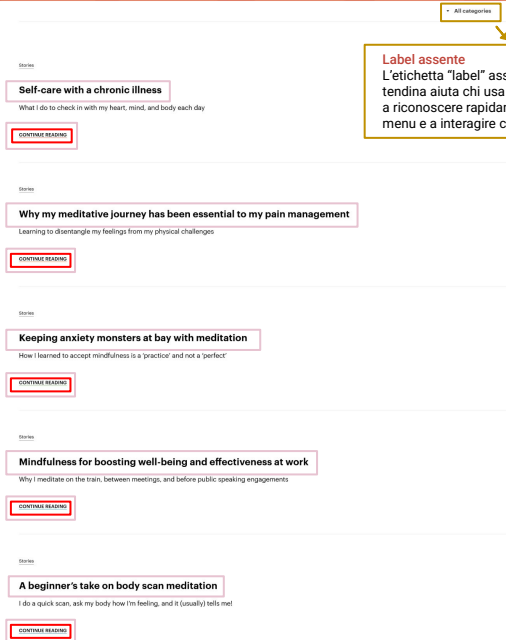 All categories
Label assente
L'etichetta "label" ass
tendina aiuta chi usa
a riconoscere rapidar
menu e a interagire c
Stories
Self-care with a chronic illness
What I do to check in with my heart, mind, and body each day
CONTINUE READING
Stories
Why my meditative journey has been essential to my pain management
Learning to disentangle my feelings from my physical challenges
CONTINUE READING
Stories
Keeping anxiety monsters at bay with meditation
How I learned to accept mindfulness is a 'practice' and not a 'perfect'
CONTINUE READING
Stories
Mindfulness for boosting well-being and effectiveness at work
Why I meditate on the train, between meetings, and before public speaking engagements
CONTINUE READING
Stories
A beginner's take on body scan meditation
I do a quick scan, ask my body how I'm feeling, and it (usually) tells me!
CONTINUE READING